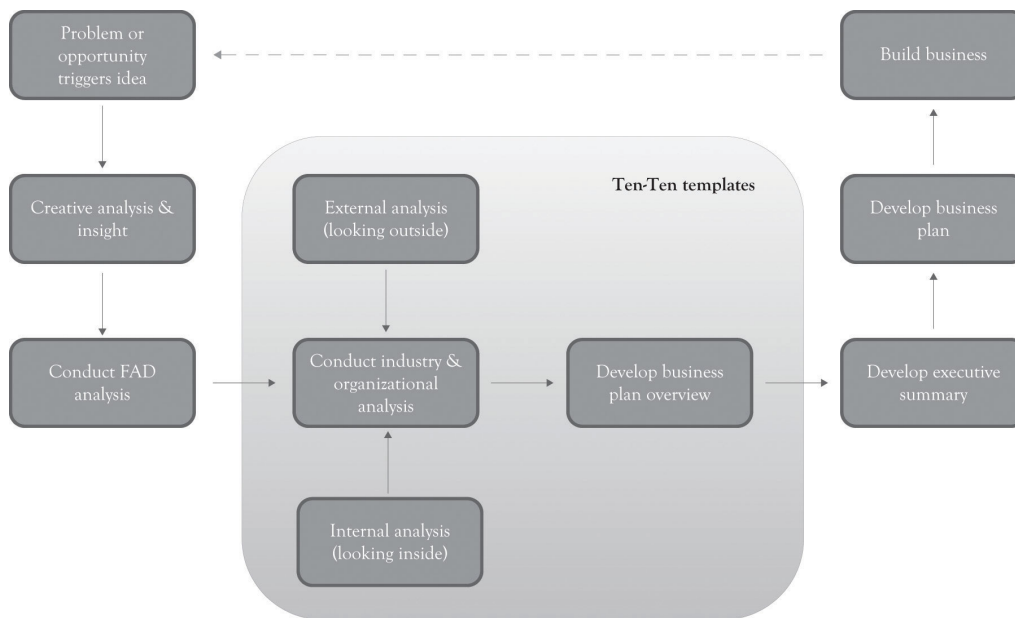 Problem or
opportunity
triggers idea
Build business
Ten-Ten templates
Creative analysis &
insight
External analysis
(looking outside)
Develop business
plan
Conduct FAD
analysis
Conduct industry &
organizational
analysis
Develop business
plan overview
Develop executive
summary
Internal analysis
(looking inside)